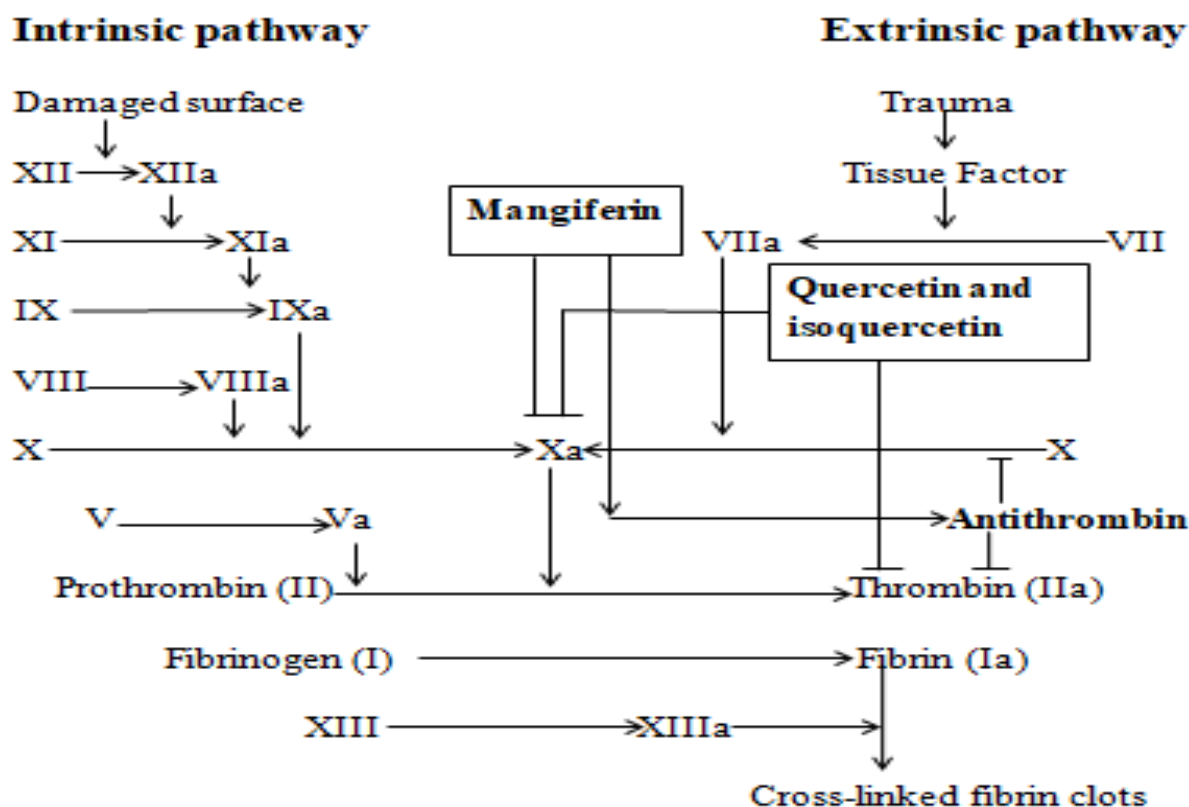 Intrinsic pathway Extrinsic pathway
Damaged surface Trauma
XII XIIa Tissue Factor
Mangiferin
XI XIa VIIa VII
Quercetin and
isoquercetin
IX IXa
VIII VIIIa
X Xa X
V Va Antithrombin
Prothrombin (II) Thrombin (IIa)
Fibrinogen (I) Fibrin (Ia)
XIII XIIIa
Cross-linked fibrin clots